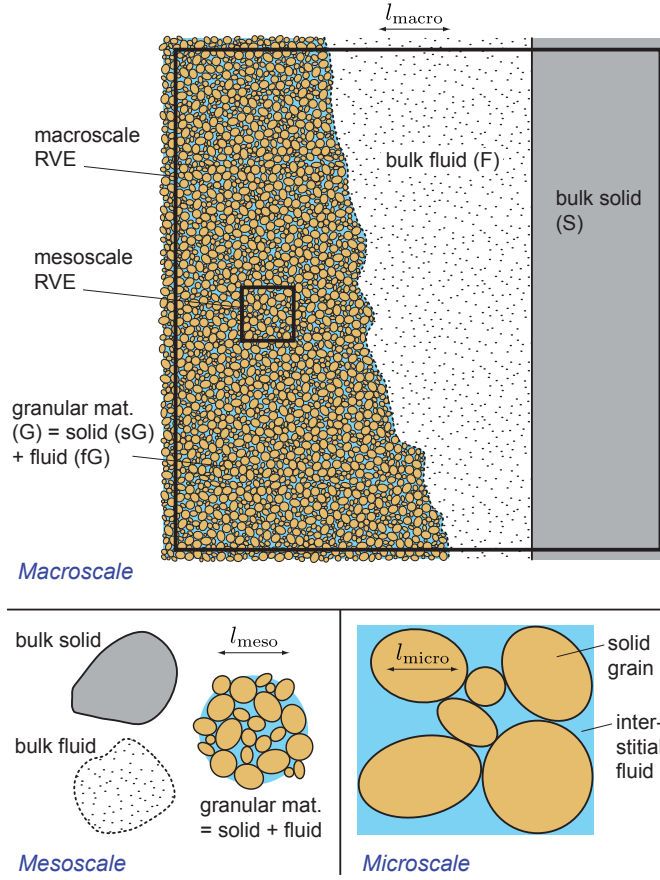 l_macro
macroscale
RVE
bulk fluid (F)
bulk solid
(S)
mesoscale
RVE
granular mat.
(G) = solid (sG)
+ fluid (fG)
Macroscale
bulk solid
l_meso
bulk fluid
granular mat.
= solid + fluid
Mesoscale
l_micro
solid
grain
inter-
stitial
fluid
Microscale